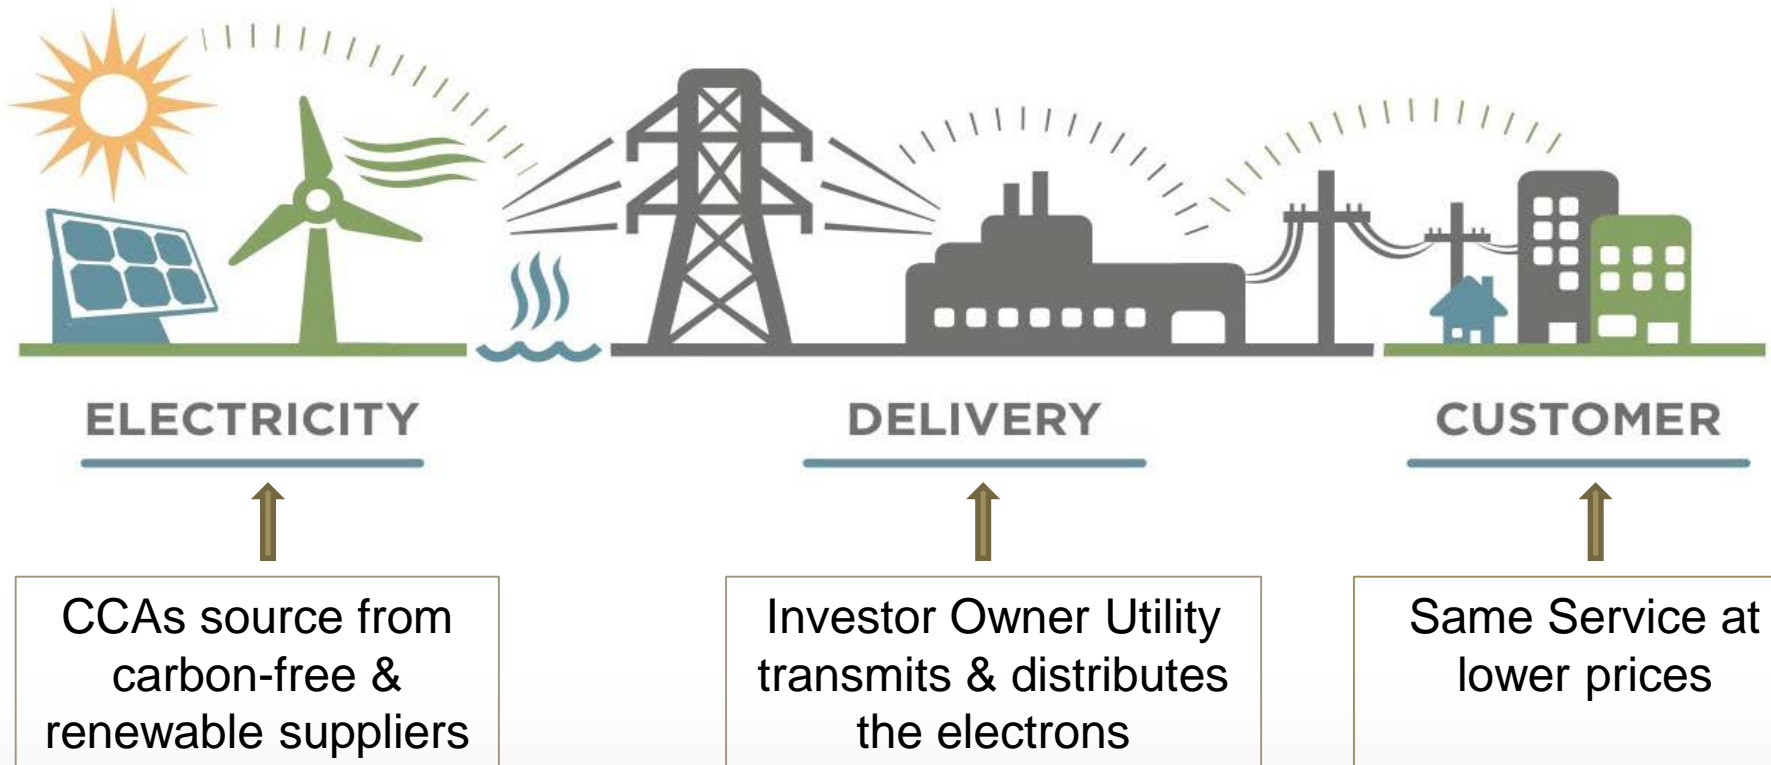 ELECTRICITY
DELIVERY
CUSTOMER
CCAs source from
carbon-free &
renewable suppliers
Investor Owner Utility
transmits & distributes
the electrons
Same Service at
lower prices